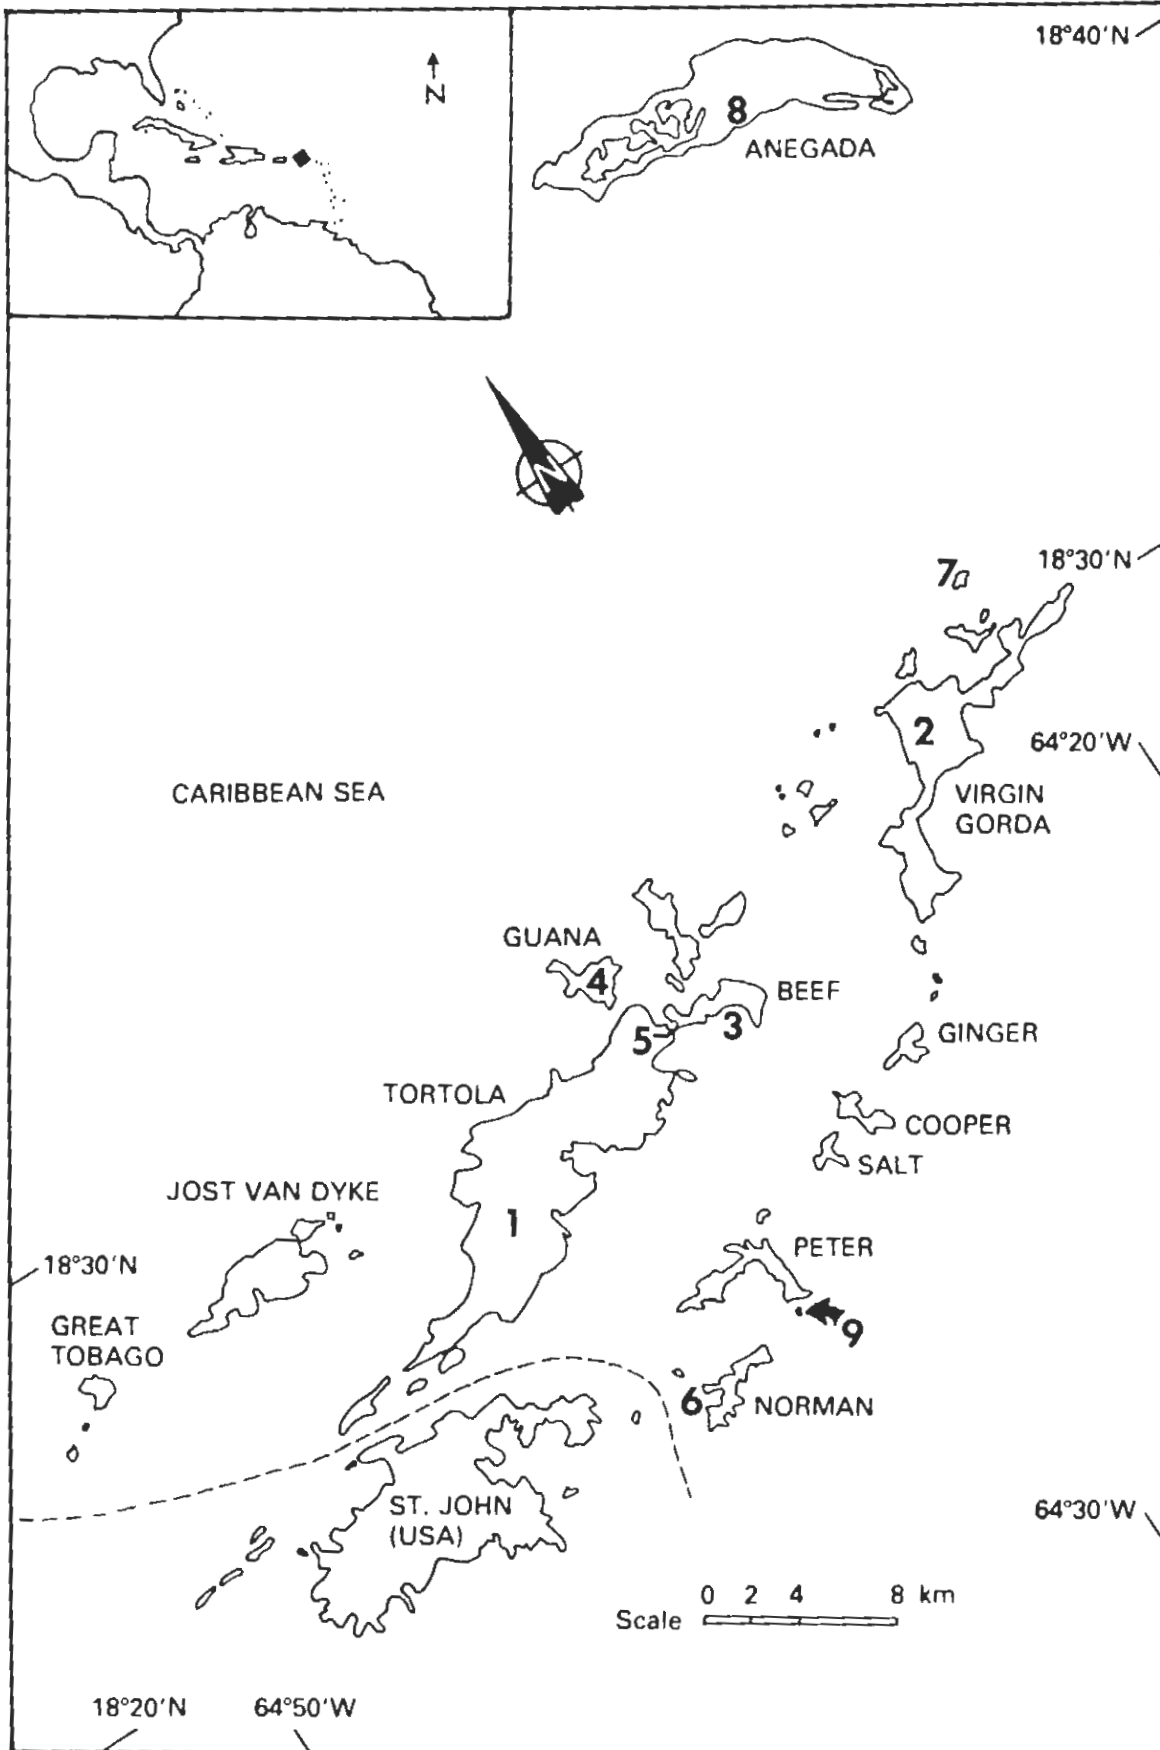 N
18°40'N
8
ANEGADA
N
18°30'N
7
2
64°20'W
CARIBBEAN SEA
VIRGIN
GORDA
GUANA
4
BEEF
3
5
GINGER
TORTOLA
COOPER
SALT
JOST VAN DYKE
1
PETER
18°30'N
9
GREAT
TOBAGO
6
NORMAN
ST. JOHN
(USA)
64°30'W
0 2 4 8 km
Scale
18°20'N
64°50'W